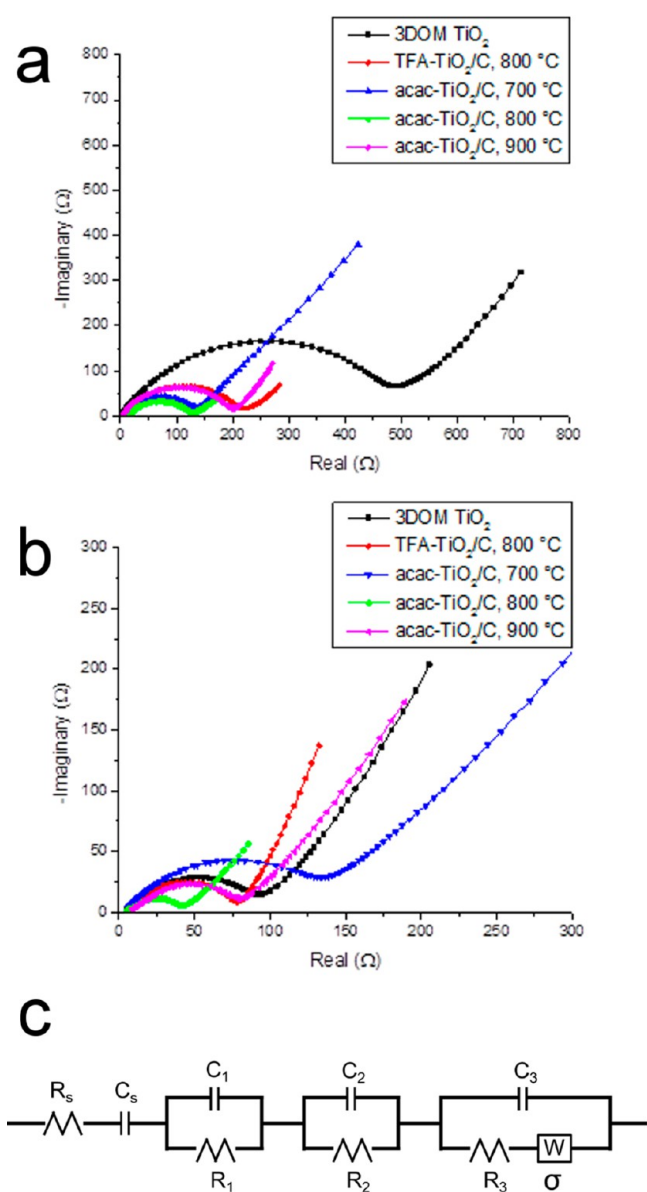 a
3DOM TiO₂
TFA-TiO₂/C, 800 °C
acac-TiO₂/C, 700 °C
acac-TiO₂/C, 800 °C
acac-TiO₂/C, 900 °C
-Imaginary (Ω)
800
700
600
500
400
300
200
100
0
0 100 200 300 400 500 600 700 800
Real (Ω)
b
3DOM TiO₂
TFA-TiO₂/C, 800 °C
acac-TiO₂/C, 700 °C
acac-TiO₂/C, 800 °C
acac-TiO₂/C, 900 °C
-Imaginary (Ω)
300
250
200
150
100
50
0
0 50 100 150 200 250 300
Real (Ω)
c
Rₛ Cₛ C₁ C₂ C₃
R₁ R₂ R₃ W
σ